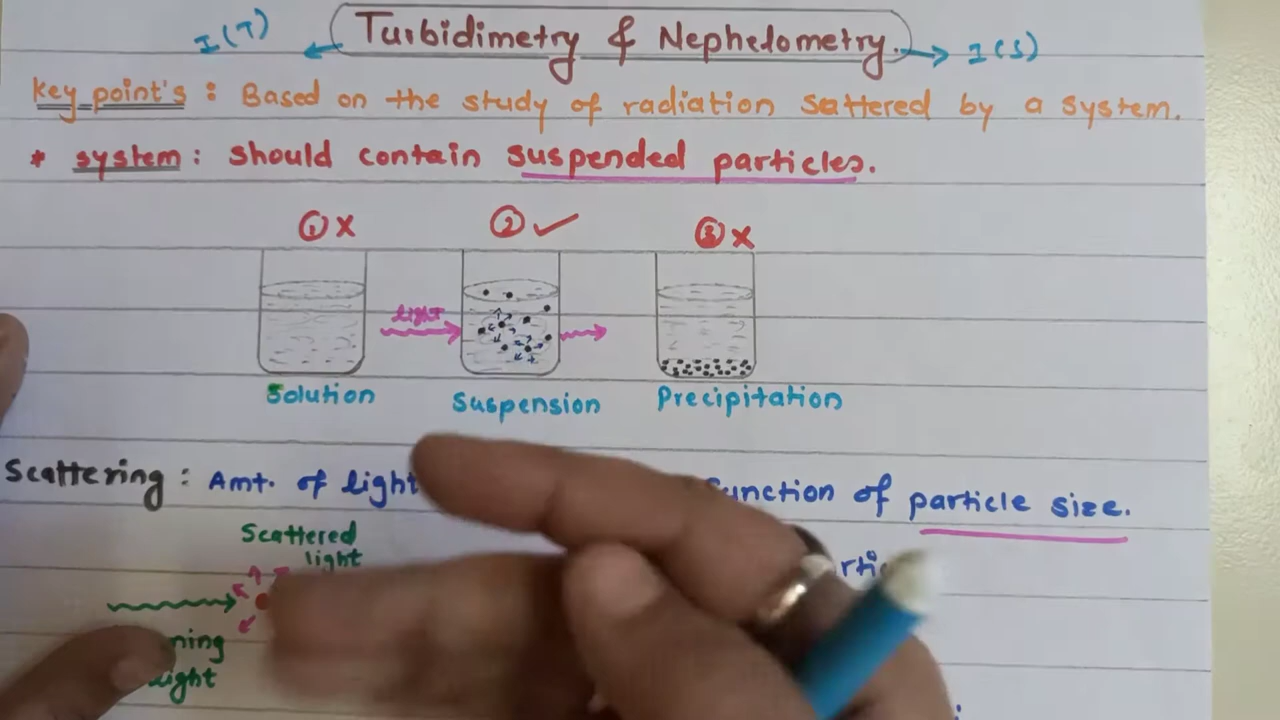 I(T) Turbidimetry & Nephelometry. I(S)
Key point's : Based on the study of radiation scattered by a system.
* system : should contain suspended particles.
① x ② ✓ ③ x
light
Solution Suspension Precipitation
Scattering : Amt. of light function of particle size.
Scattered
light
light